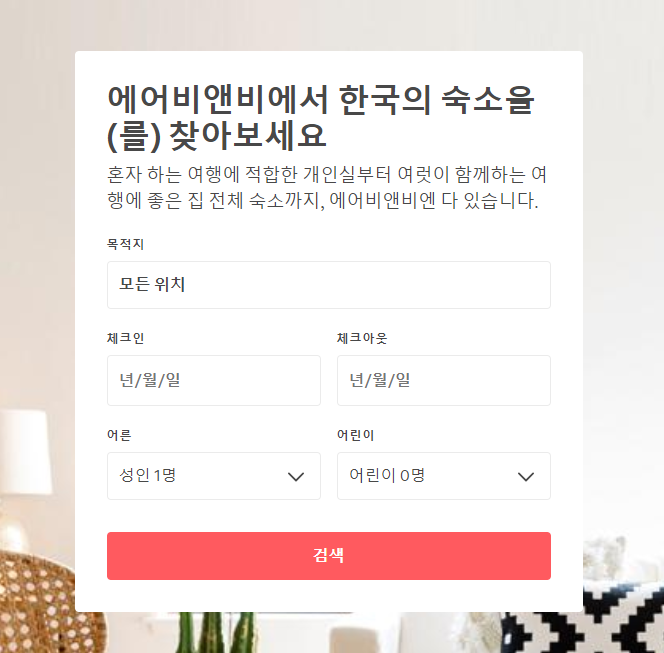 에어비앤비에서 한국의 숙소을
(를) 찾아보세요
혼자 하는 여행에 적합한 개인실부터 여럿이 함께하는 여
행에 좋은 집 전체 숙소까지, 에어비앤비엔 다 있습니다.
목적지
모든 위치
체크인 체크아웃
년/월/일 년/월/일
어른 어린이
성인 1명 어린이 0명
검색